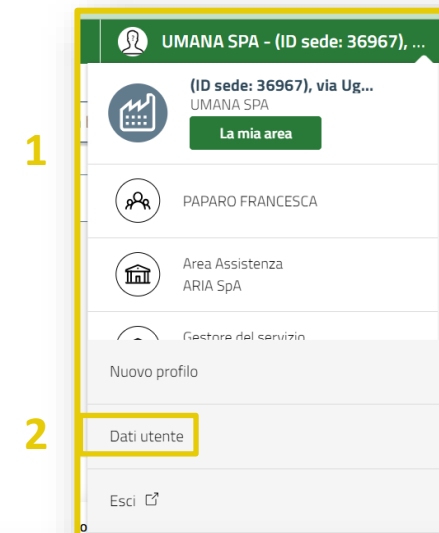 UMANA SPA - (ID sede: 36967), ...
1
(ID sede: 36967), via Ug...
UMANA SPA
La mia area
PAPARO FRANCESCA
Area Assistenza
ARIA SpA
Gestore del servizio
Nuovo profilo
2
Dati utente
Esci